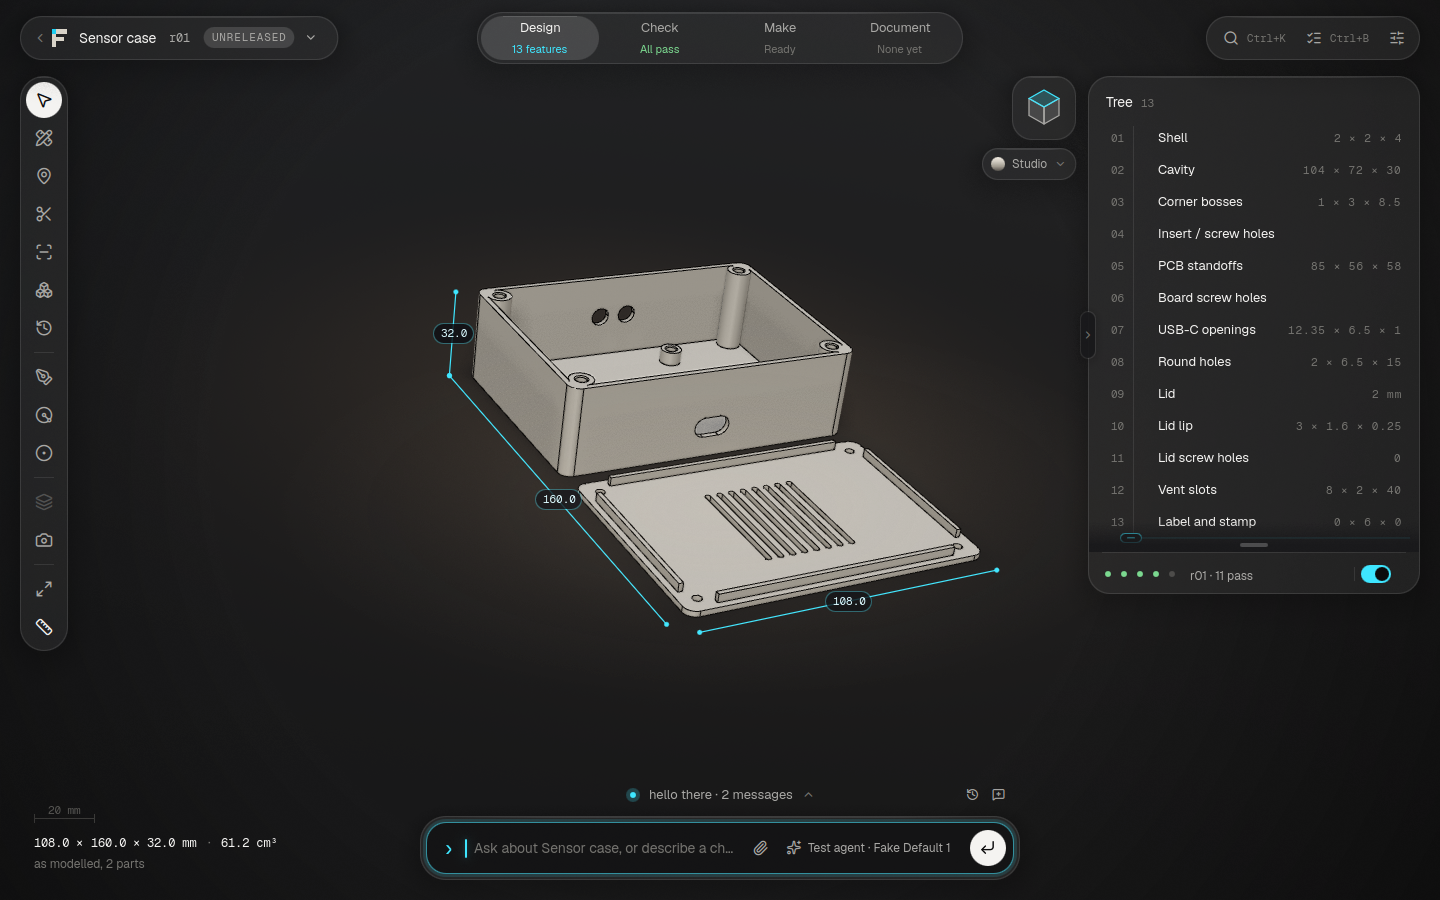 Sensor case r01 UNRELEASED
Design
13 features
Check
All pass
Make
Ready
Document
None yet
Ctrl+K
Ctrl+B
Studio
Tree 13
01 Shell 2 × 2 × 4
02 Cavity 104 × 72 × 30
03 Corner bosses 1 × 3 × 8.5
04 Insert / screw holes
05 PCB standoffs 85 × 56 × 58
06 Board screw holes
07 USB-C openings 12.35 × 6.5 × 1
08 Round holes 2 × 6.5 × 15
09 Lid 2 mm
10 Lid lip 3 × 1.6 × 0.25
11 Lid screw holes 0
12 Vent slots 8 × 2 × 40
13 Label and stamp 0 × 6 × 0
r01 · 11 pass
32.0
160.0
108.0
hello there · 2 messages
20 mm
108.0 × 160.0 × 32.0 mm · 61.2 cm³
as modelled, 2 parts
Ask about Sensor case, or describe a ch…
Test agent · Fake Default 1